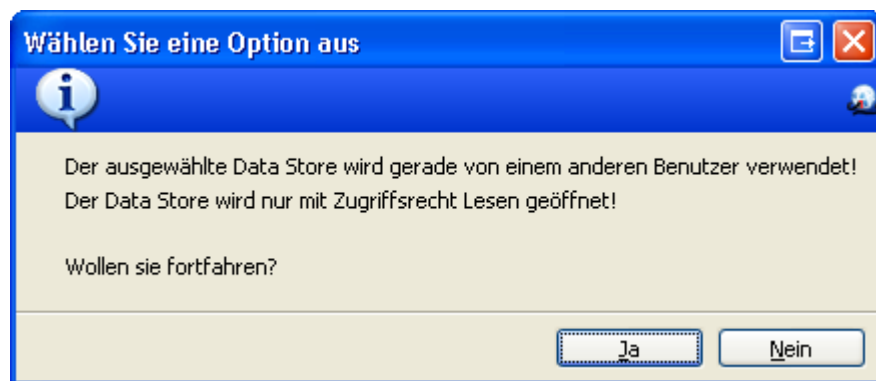 Wählen Sie eine Option aus
Der ausgewählte Data Store wird gerade von einem anderen Benutzer verwendet!
Der Data Store wird nur mit Zugriffsrecht Lesen geöffnet!
Wollen sie fortfahren?
Ja
Nein